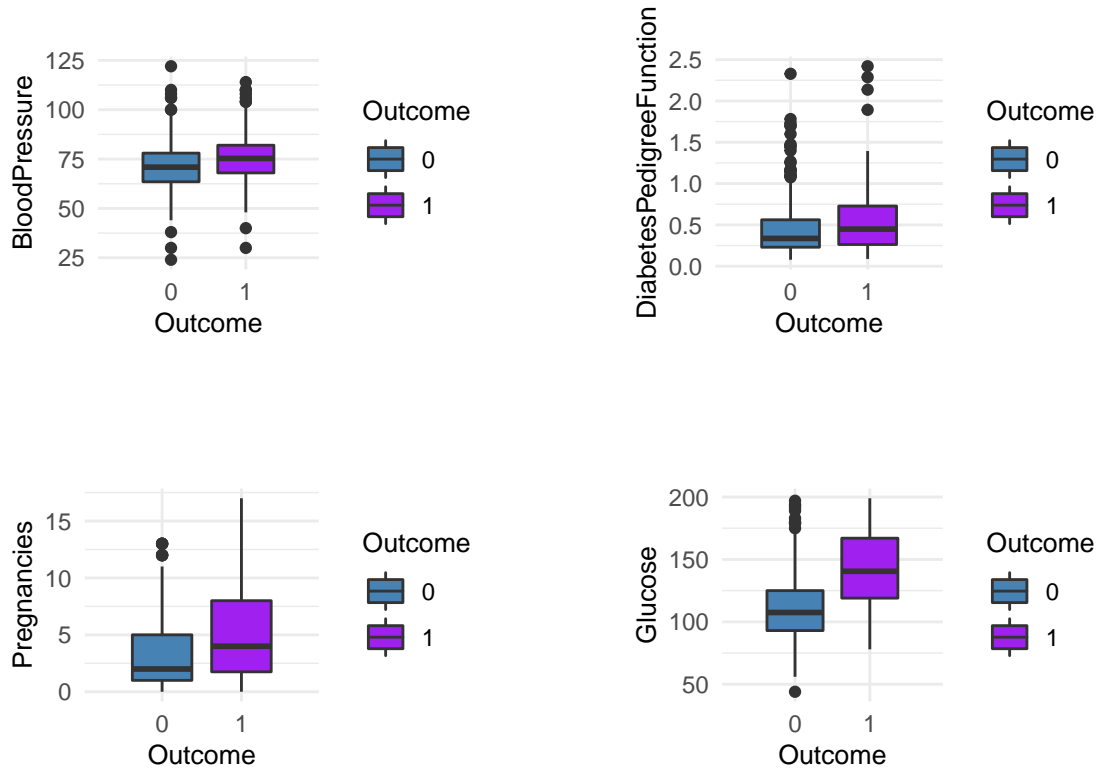 BloodPressure
125
100
75
50
25
0 1
Outcome
Outcome
0
1
DiabetesPedigreeFunction
2.5
2.0
1.5
1.0
0.5
0.0
0 1
Outcome
Outcome
0
1
Pregnancies
15
10
5
0
0 1
Outcome
Outcome
0
1
Glucose
200
150
100
50
0 1
Outcome
Outcome
0
1